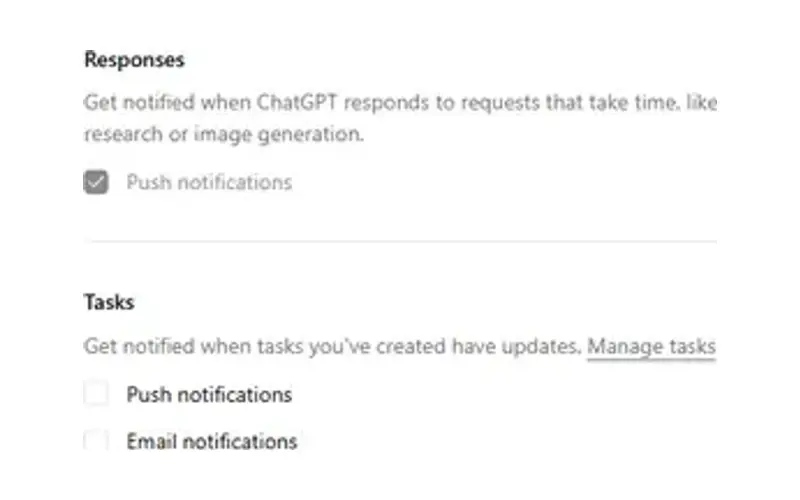 Responses
Get notified when ChatGPT responds to requests that take time. like
research or image generation.
Push notifications
Tasks
Get notified when tasks you've created have updates. Manage tasks
Push notifications
Email notifications